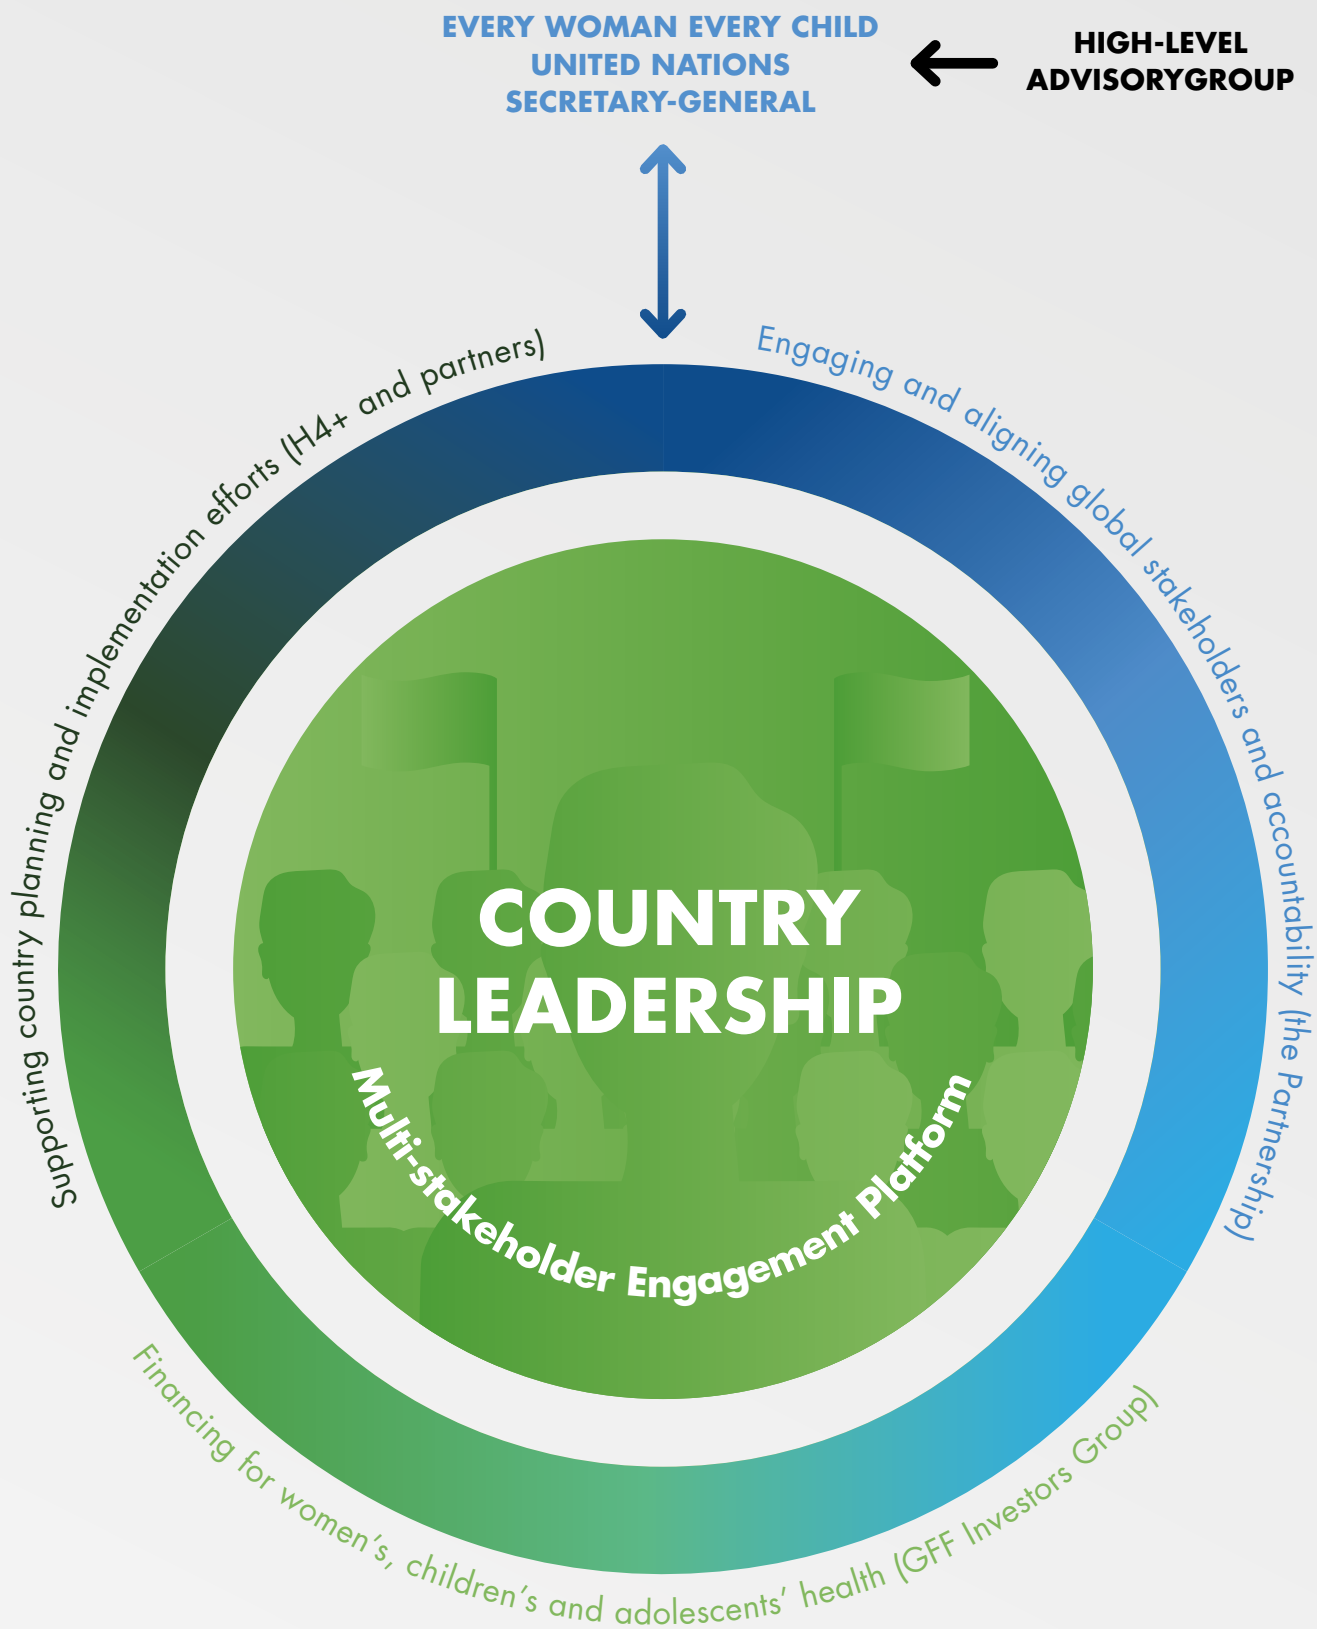 EVERY WOMAN EVERY CHILD
UNITED NATIONS
SECRETARY-GENERAL
HIGH-LEVEL
ADVISORYGROUP
Supporting country planning and implementation efforts (H4+ and partners)
Engaging and aligning global stakeholders and accountability (the Partnership)
COUNTRY
LEADERSHIP
Multi-stakeholder Engagement Platform
Financing for women’s, children’s and adolescents’ health (GFF Investors Group)